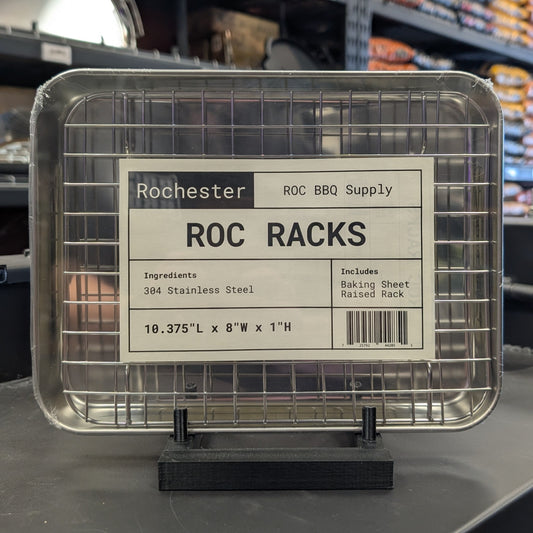 Rochester
ROC BBQ Supply
ROC RACKS
Ingredients
304 Stainless Steel
Includes
Baking Sheet
Raised Rack
10.375"L x 8"W x 1"H